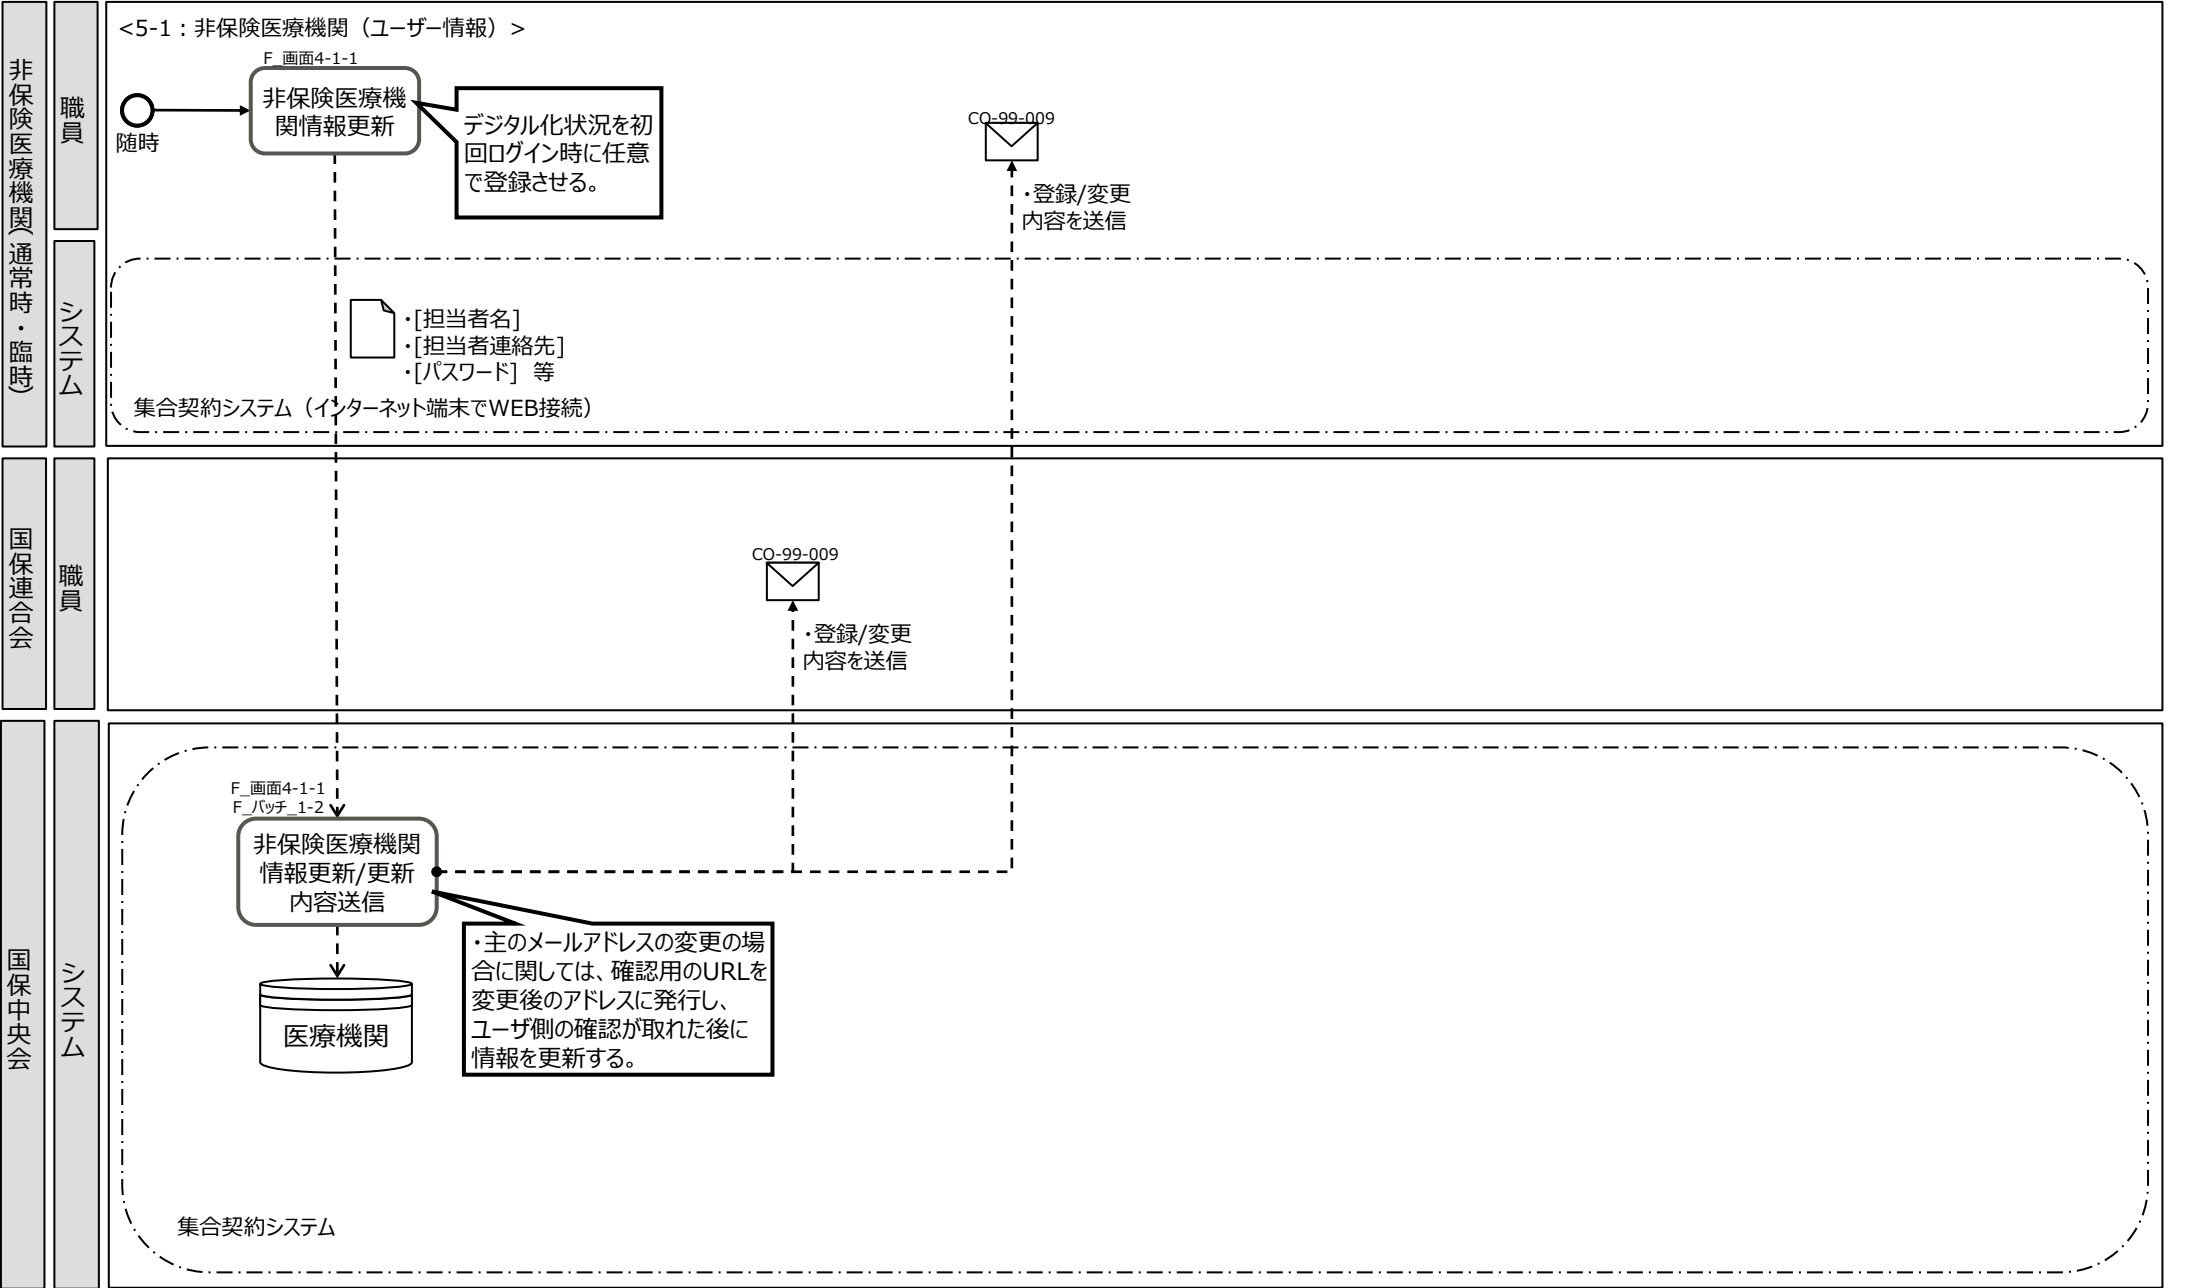 非保険医療機関（通常時・臨時）
職員
<5-1：非保険医療機関（ユーザー情報）>
F_画面4-1-1
非保険医療機
関情報更新
随時
デジタル化状況を初
回ログイン時に任意
で登録させる。
CO-99-009
・登録/変更
内容を送信
システム
・[担当者名]
・[担当者連絡先]
・[パスワード]　等
集合契約システム（インターネット端末でWEB接続）
国保連合会
職員
CO-99-009
・登録/変更
内容を送信
国保中央会
システム
F_画面4-1-1
F_バッチ_1-2
非保険医療機関
情報更新/更新
内容送信
・主のメールアドレスの変更の場
合に関しては、確認用のURLを
変更後のアドレスに発行し、
ユーザ側の確認が取れた後に
情報を更新する。
医療機関
集合契約システム